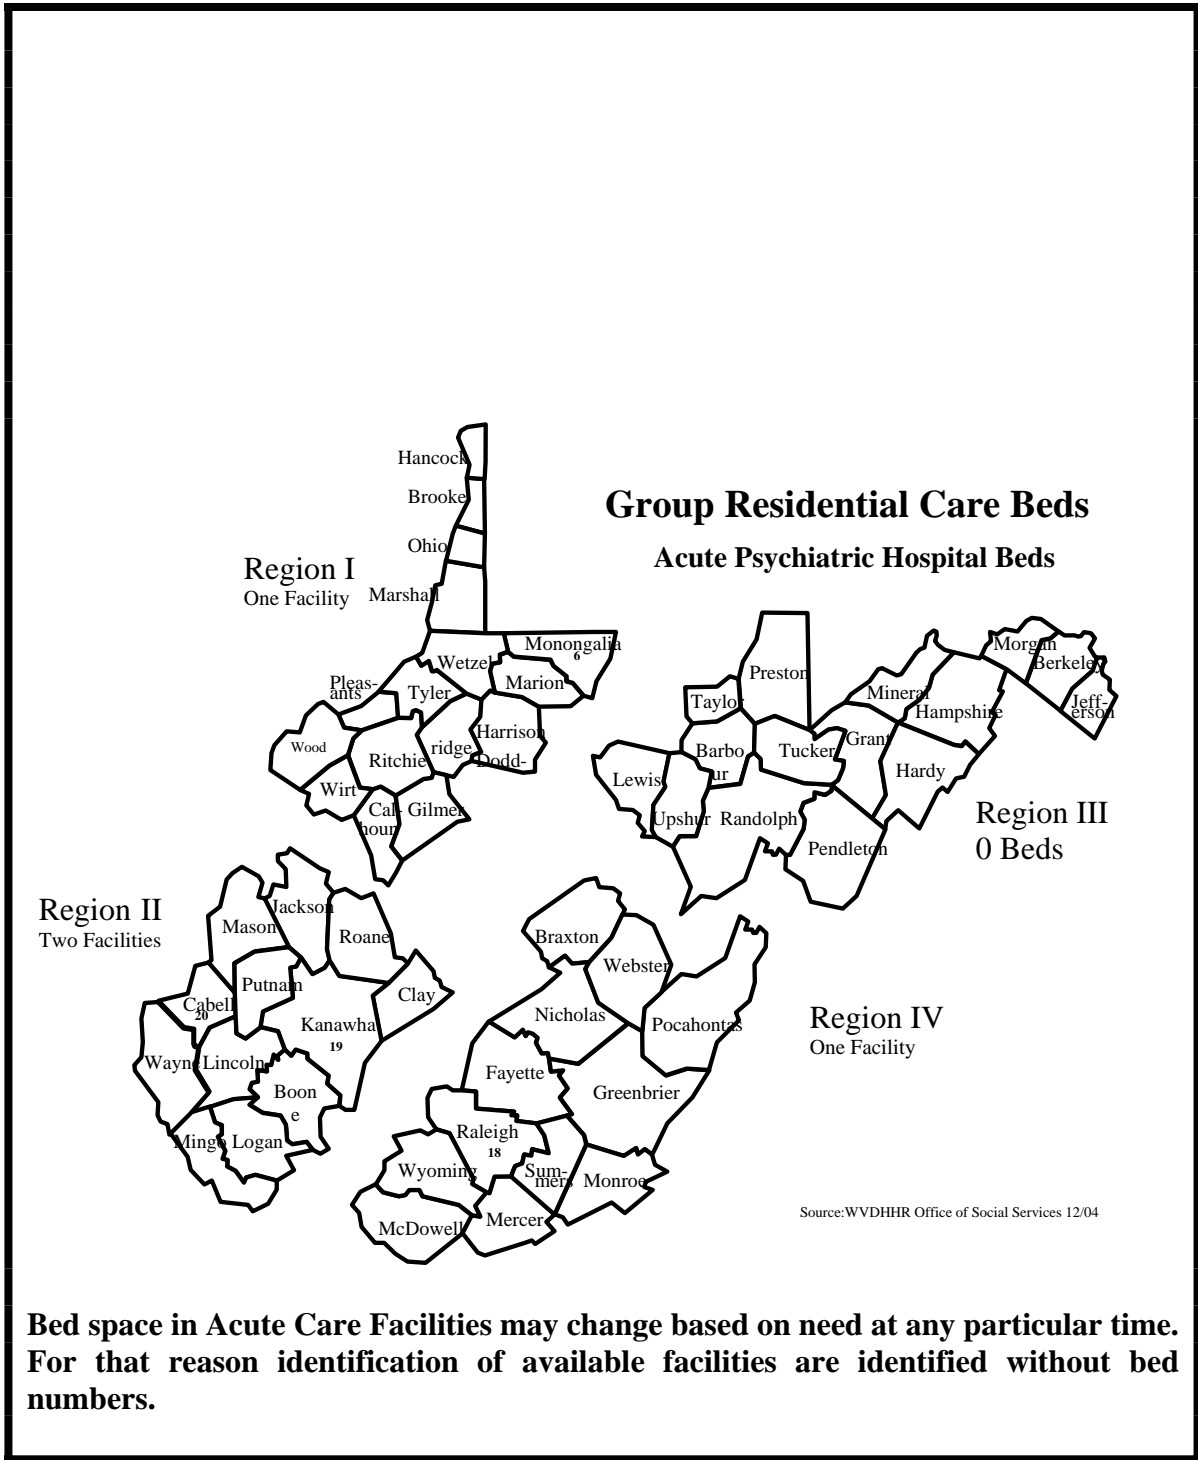 Hancock
Brooke
Group Residential Care Beds
Ohio
Acute Psychiatric Hospital Beds
Region I
One Facility
Marshall
Monongalia
6
Wetzel
Marion
Pleas-
ants
Tyler
Wood
Ritchie
ridge
Harrison
Dodd-
Wirt
Cal-
houn
Gilmer
Preston
Taylor
Barbo
ur
Tucker
Lewis
Upshur
Randolph
Pendleton
Mineral
Grant
Hampshire
Hardy
Morgan
Berkeley
Jeff-
erson
Region III
0 Beds
Region II
Two Facilities
Mason
Jackson
Roane
Putnam
Cabell
20
Kanawha
19
Clay
Wayne
Lincoln
Boon
e
Mingo
Logan
Braxton
Webster
Nicholas
Pocahontas
Region IV
One Facility
Fayette
Greenbrier
Raleigh
18
Wyoming
Sum-
mers
Monroe
McDowell
Mercer
Source:WVDHHR Office of Social Services 12/04
Bed space in Acute Care Facilities may change based on need at any particular time.
For that reason identification of available facilities are identified without bed
numbers.